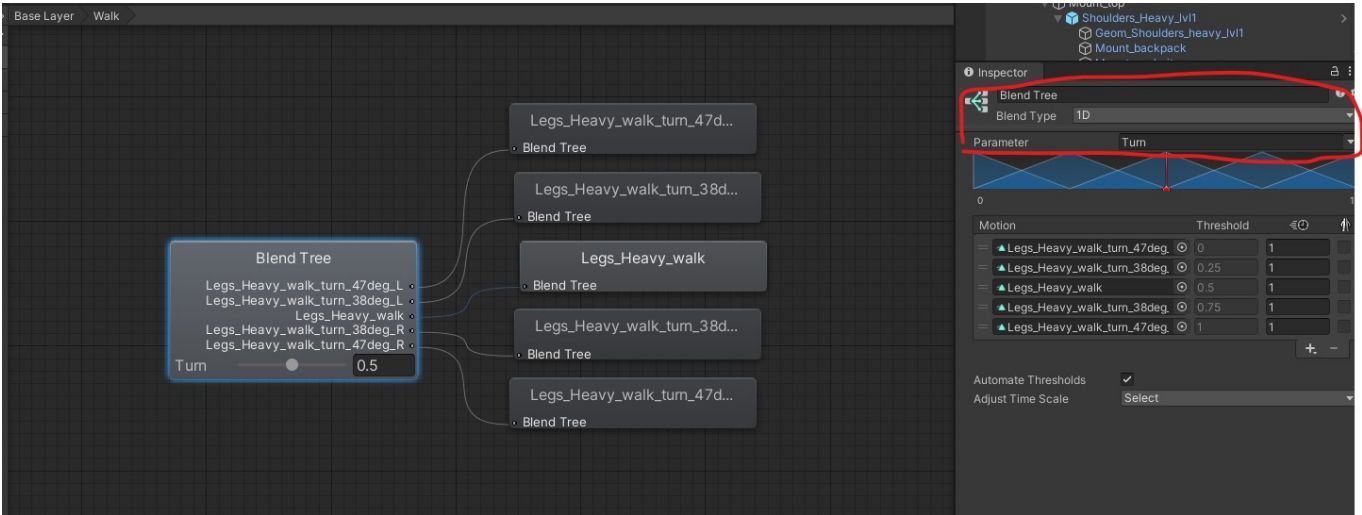 Base Layer Walk
Mount_top
Shoulders_Heavy_lvl1
Geom_Shoulders_heavy_lvl1
Mount_backpack
Inspector
Blend Tree
Blend Type 1D
Parameter Turn
0 1
Motion Threshold
Legs_Heavy_walk_turn_47deg_ 0 1
Legs_Heavy_walk_turn_38deg_ 0.25 1
Legs_Heavy_walk 0.5 1
Legs_Heavy_walk_turn_38deg_ 0.75 1
Legs_Heavy_walk_turn_47deg_ 1 1
+ -
Automate Thresholds
Adjust Time Scale Select
Blend Tree
Legs_Heavy_walk_turn_47deg_L
Legs_Heavy_walk_turn_38deg_L
Legs_Heavy_walk
Legs_Heavy_walk_turn_38deg_R
Legs_Heavy_walk_turn_47deg_R
Turn 0.5
Legs_Heavy_walk_turn_47d...
Blend Tree
Legs_Heavy_walk_turn_38d...
Blend Tree
Legs_Heavy_walk
Blend Tree
Legs_Heavy_walk_turn_38d...
Blend Tree
Legs_Heavy_walk_turn_47d...
Blend Tree